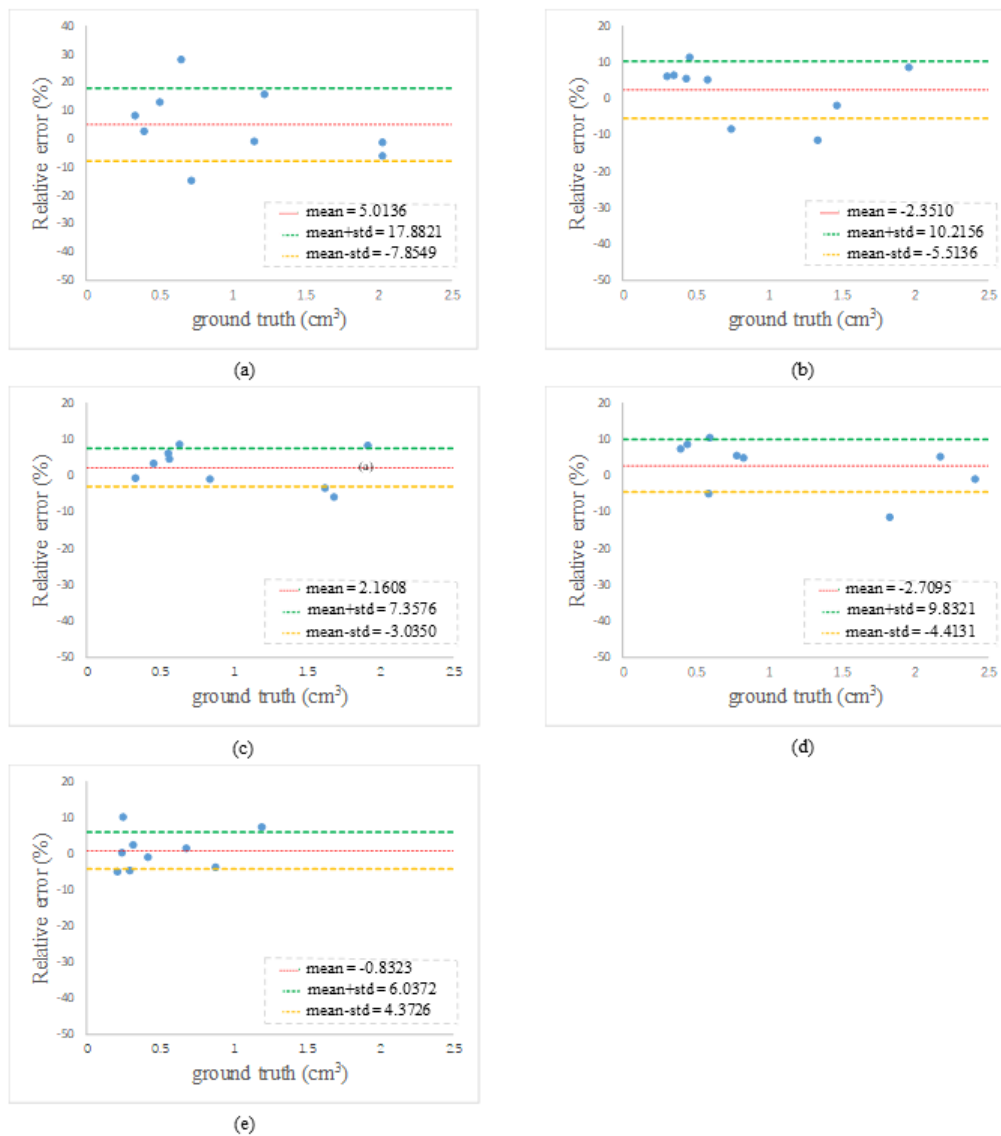 40
30
20
10
0
-10
-20
-30
-40
-50
Relative error (%)
mean = 5.0136
mean+std = 17.8821
mean-std = -7.8549
0 0.5 1 1.5 2 2.5
ground truth (cm³)
(a)
20
10
0
-10
-20
-30
-40
-50
Relative error (%)
mean = -2.3510
mean+std = 10.2156
mean-std = -5.5136
0 0.5 1 1.5 2 2.5
ground truth (cm³)
(b)
20
10
0
-10
-20
-30
-40
-50
Relative error (%)
(a)
mean = 2.1608
mean+std = 7.3576
mean-std = -3.0350
0 0.5 1 1.5 2 2.5
ground truth (cm³)
(c)
20
10
0
-10
-20
-30
-40
-50
Relative error (%)
mean = -2.7095
mean+std = 9.8321
mean-std = -4.4131
0 0.5 1 1.5 2 2.5
ground truth (cm³)
(d)
20
10
0
-10
-20
-30
-40
-50
Relative error (%)
mean = -0.8323
mean+std = 6.0372
mean-std = 4.3726
0 0.5 1 1.5 2 2.5
ground truth (cm³)
(e)